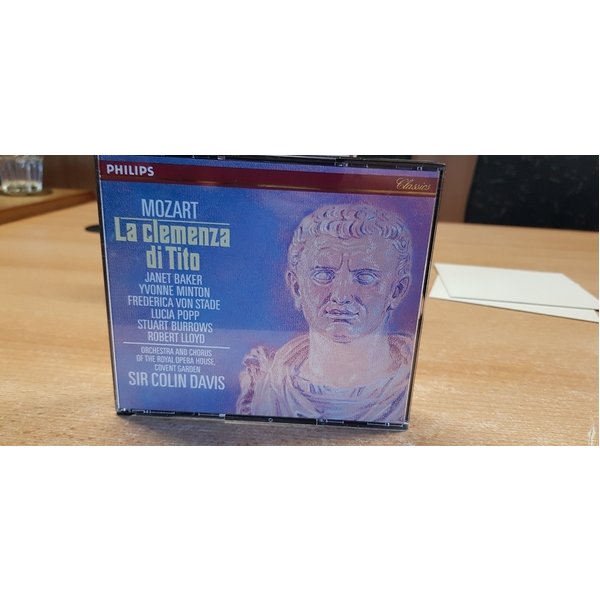 PHILIPS
Classics
MOZART
La clemenza
di Tito
JANET BAKER
YVONNE MINTON
FREDERICA VON STADE
LUCIA POPP
STUART BURROWS
ROBERT LLOYD
ORCHESTRA AND CHORUS
OF THE ROYAL OPERA HOUSE,
COVENT GARDEN
SIR COLIN DAVIS